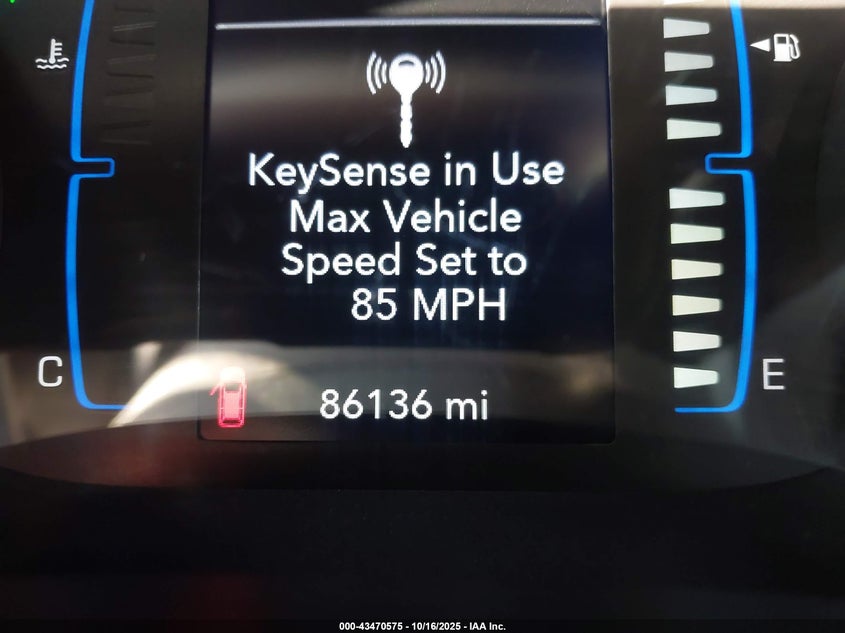 KeySense in Use
Max Vehicle
Speed Set to
85 MPH
C
E
86136 mi
000-43470575 - 10/16/2025 - IAA Inc.